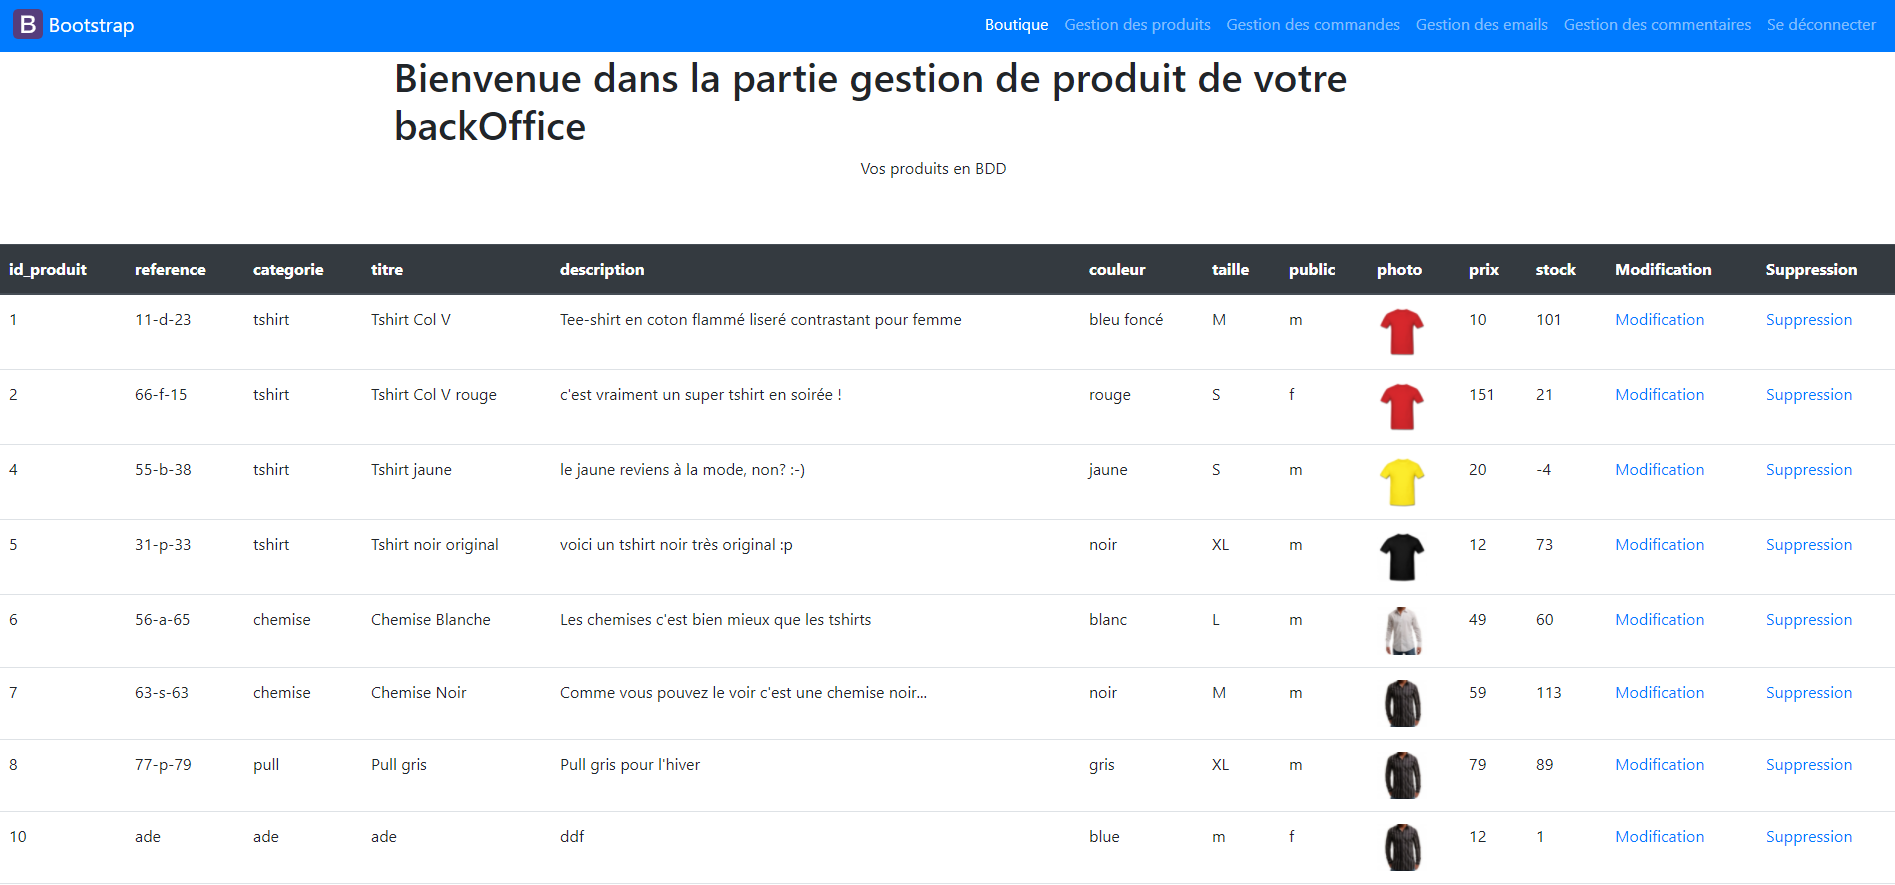 B Bootstrap Boutique Gestion des produits Gestion des commandes Gestion des emails Gestion des commentaires Se déconnecter
Bienvenue dans la partie gestion de produit de votre
backOffice
Vos produits en BDD
id_produit reference categorie titre description couleur taille public photo prix stock Modification Suppression
1 11-d-23 tshirt Tshirt Col V Tee-shirt en coton flammé liseré contrastant pour femme bleu foncé M m 10 101 Modification Suppression
2 66-f-15 tshirt Tshirt Col V rouge c'est vraiment un super tshirt en soirée ! rouge S f 151 21 Modification Suppression
4 55-b-38 tshirt Tshirt jaune le jaune reviens à la mode, non? :-) jaune S m 20 -4 Modification Suppression
5 31-p-33 tshirt Tshirt noir original voici un tshirt noir très original :p noir XL m 12 73 Modification Suppression
6 56-a-65 chemise Chemise Blanche Les chemises c'est bien mieux que les tshirts blanc L m 49 60 Modification Suppression
7 63-s-63 chemise Chemise Noir Comme vous pouvez le voir c'est une chemise noir... noir M m 59 113 Modification Suppression
8 77-p-79 pull Pull gris Pull gris pour l'hiver gris XL m 79 89 Modification Suppression
10 ade ade ade ddf blue m f 12 1 Modification Suppression